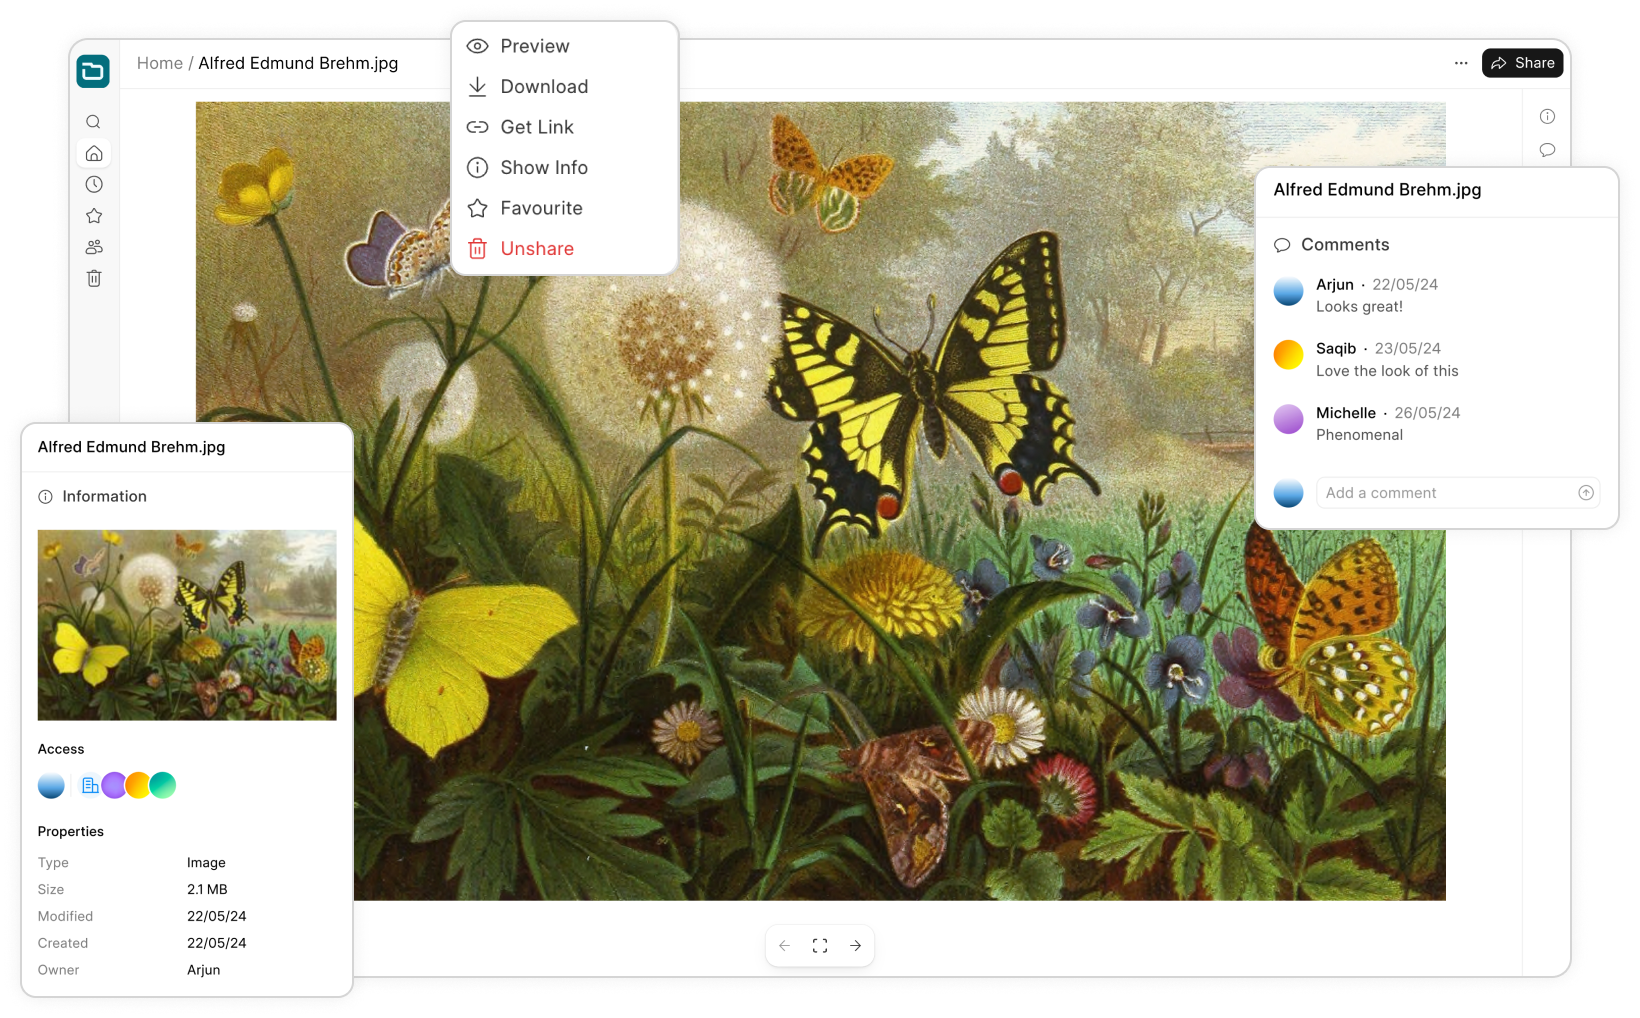 Home / Alfred Edmund Brehm.jpg
Share
Preview
Download
Get Link
Show Info
Favourite
Unshare
Alfred Edmund Brehm.jpg
Comments
Arjun · 22/05/24
Looks great!
Saqib · 23/05/24
Love the look of this
Michelle · 26/05/24
Phenomenal
Add a comment
Alfred Edmund Brehm.jpg
Information
Access
Properties
Type Image
Size 2.1 MB
Modified 22/05/24
Created 22/05/24
Owner Arjun